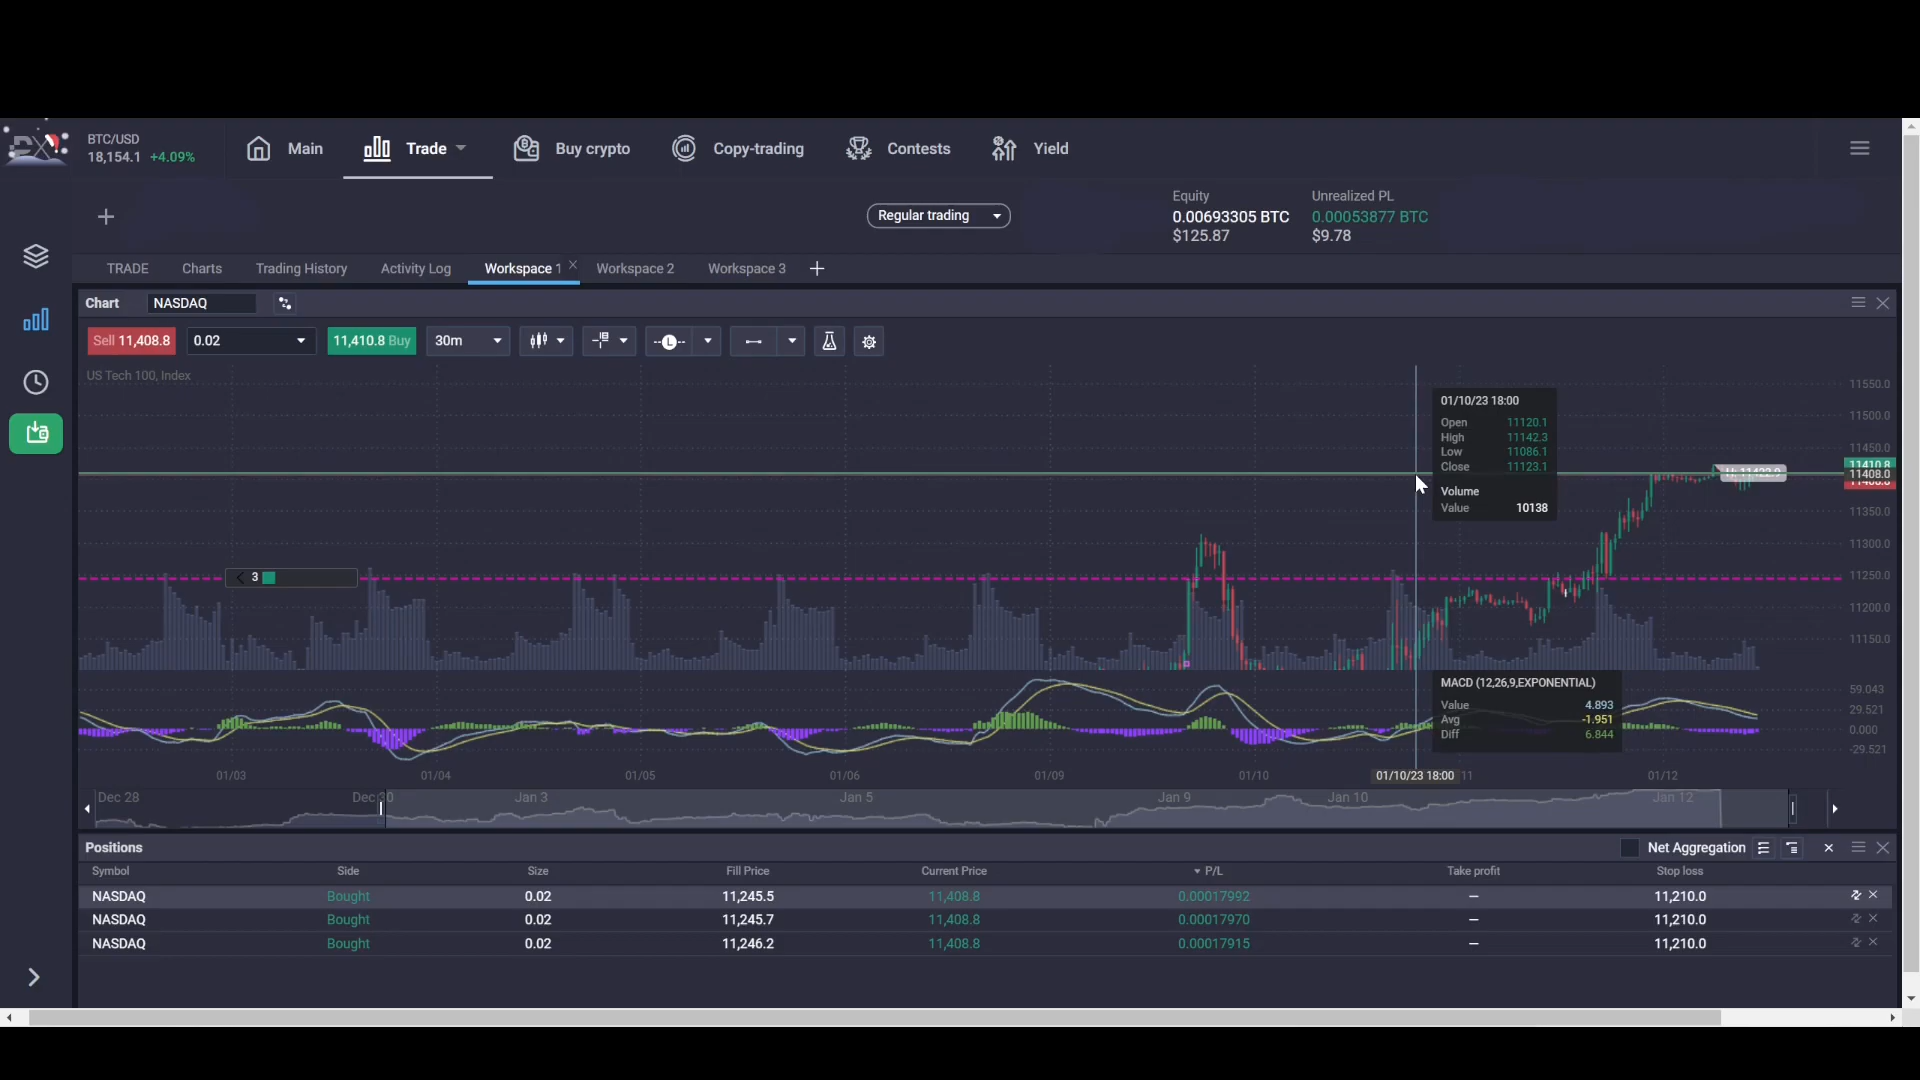 BTC/USD
18,154.1 +4.09%
Main
Trade
Buy crypto
Copy-trading
Contests
Yield
Regular trading
Equity
0.00693305 BTC
$125.87
Unrealized PL
0.00053877 BTC
$9.78
TRADE
Charts
Trading History
Activity Log
Workspace 1
Workspace 2
Workspace 3
Chart
NASDAQ
Sell 11,408.8
0.02
11,410.8 Buy
30m
L
US Tech 100, Index
11550.0
11500.0
11450.0
11410.8
11408.0
11350.0
11300.0
11250.0
11200.0
11150.0
01/10/23 18:00
Open 11120.1
High 11142.3
Low 11086.1
Close 11123.1
Volume
Value 10138
H: 11422.9
3
MACD (12,26,9,EXPONENTIAL)
Value 4.893
Avg -1.951
Diff 6.844
59.043
29.521
0.000
-29.521
01/03
01/04
01/05
01/06
01/09
01/10
01/10/23 18:00
11
01/12
Dec 28
Jan 3
Jan 5
Jan 9
Jan 10
Jan 12
Positions
Net Aggregation
Symbol Side Size Fill Price Current Price P/L Take profit Stop loss
NASDAQ Bought 0.02 11,245.5 11,408.8 0.00017992 – 11,210.0
NASDAQ Bought 0.02 11,245.7 11,408.8 0.00017970 – 11,210.0
NASDAQ Bought 0.02 11,246.2 11,408.8 0.00017915 – 11,210.0